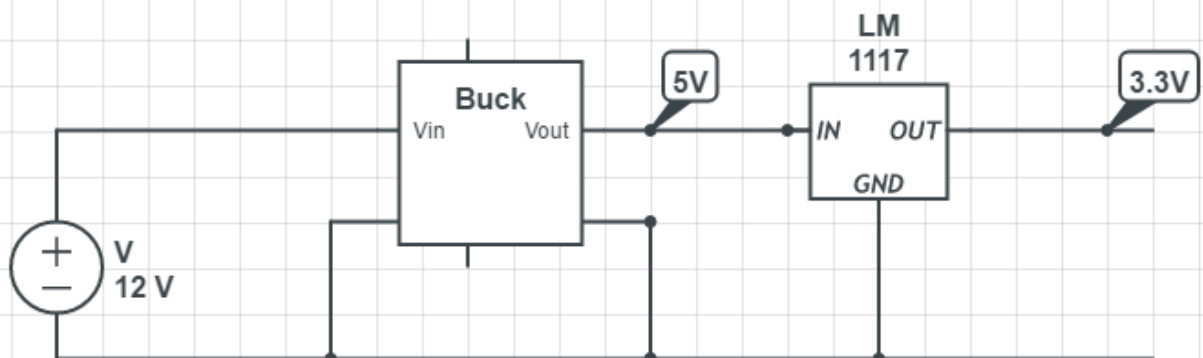 LM
1117
5V
3.3V
Buck
Vin
Vout
IN
OUT
GND
V
12 V